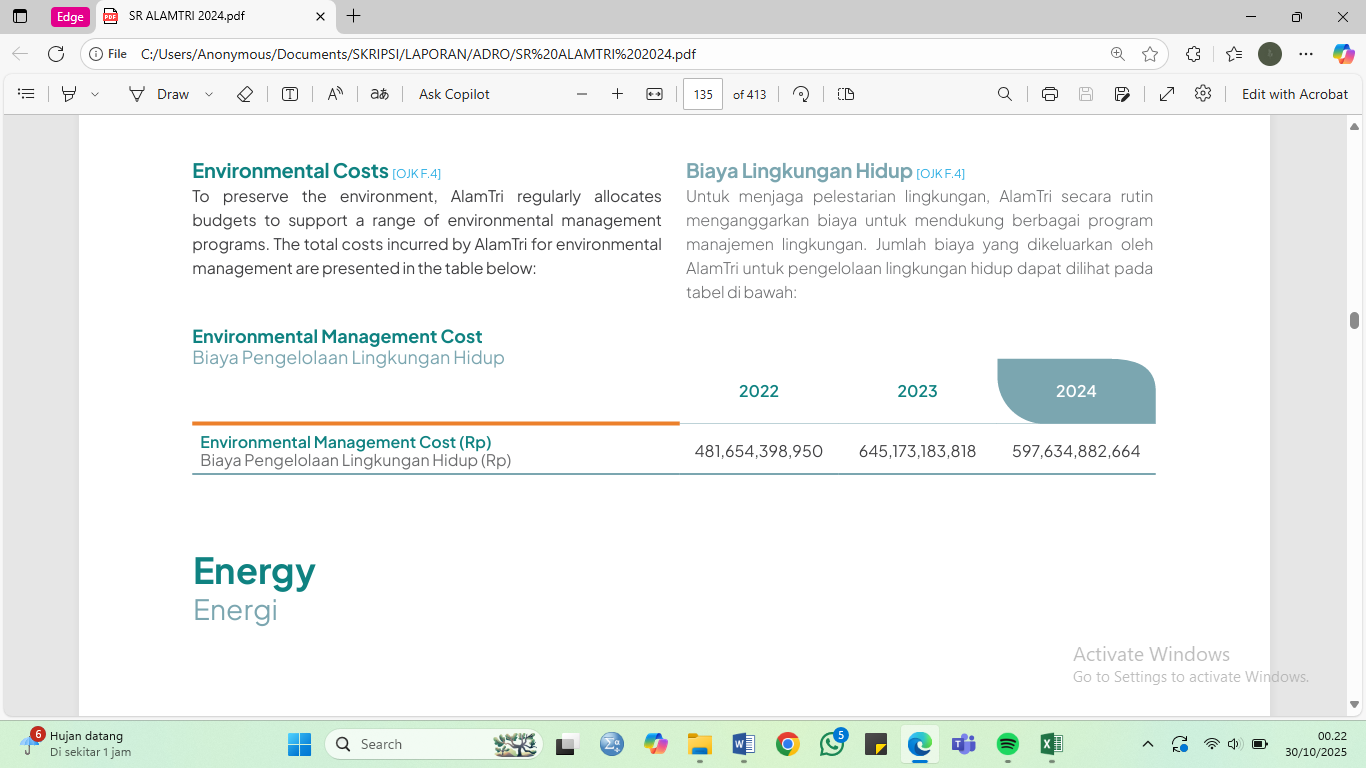 Edge
SR ALAMTRI 2024.pdf
File
C:/Users/Anonymous/Documents/SKRIPSI/LAPORAN/ADRO/SR%20ALAMTRI%202024.pdf
Draw
Ask Copilot
135
of 413
Edit with Acrobat
Environmental Costs [OJK F.4]
To preserve the environment, AlamTri regularly allocates
budgets to support a range of environmental management
programs. The total costs incurred by AlamTri for environmental
management are presented in the table below:
Biaya Lingkungan Hidup [OJK F.4]
Untuk menjaga pelestarian lingkungan, AlamTri secara rutin
menganggarkan biaya untuk mendukung berbagai program
manajemen lingkungan. Jumlah biaya yang dikeluarkan oleh
AlamTri untuk pengelolaan lingkungan hidup dapat dilihat pada
tabel di bawah:
Environmental Management Cost
Biaya Pengelolaan Lingkungan Hidup
2022 2023 2024
Environmental Management Cost (Rp)
Biaya Pengelolaan Lingkungan Hidup (Rp)
481,654,398,950 645,173,183,818 597,634,882,664
Energy
Energi
Activate Windows
Go to Settings to activate Windows.
6
Hujan datang
Di sekitar 1 jam
Search
5
00.22
30/10/2025